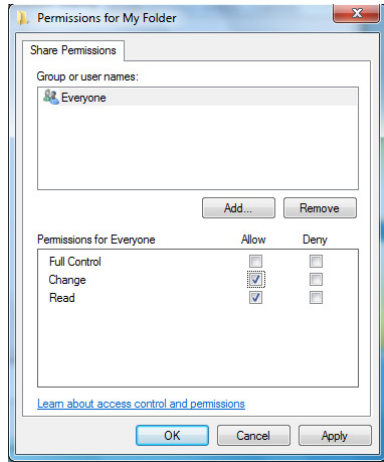 Permissions for My Folder
Share Permissions
Group or user names:
Everyone
Add...
Remove
Permissions for Everyone Allow Deny
Full Control
Change
Read
Learn about access control and permissions
OK Cancel Apply